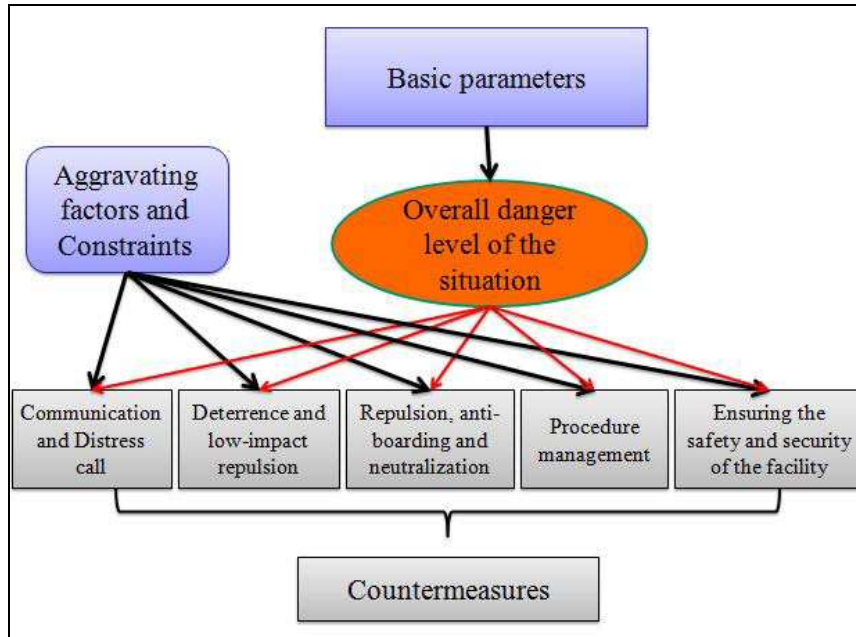 Basic parameters
Aggravating
factors and
Constraints
Overall danger
level of the
situation
Communication
and Distress
call
Deterrence and
low-impact
repulsion
Repulsion, anti-
boarding and
neutralization
Procedure
management
Ensuring the
safety and security
of the facility
Countermeasures